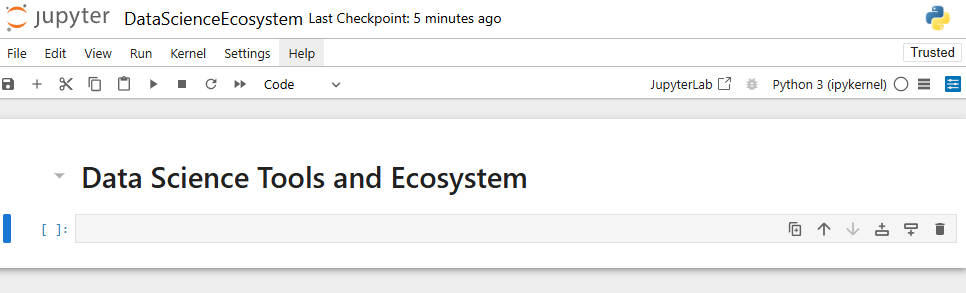 jupyter DataScienceEcosystem Last Checkpoint: 5 minutes ago
File Edit View Run Kernel Settings Help Trusted
Code JupyterLab Python 3 (ipykernel)
Data Science Tools and Ecosystem
[ ]: